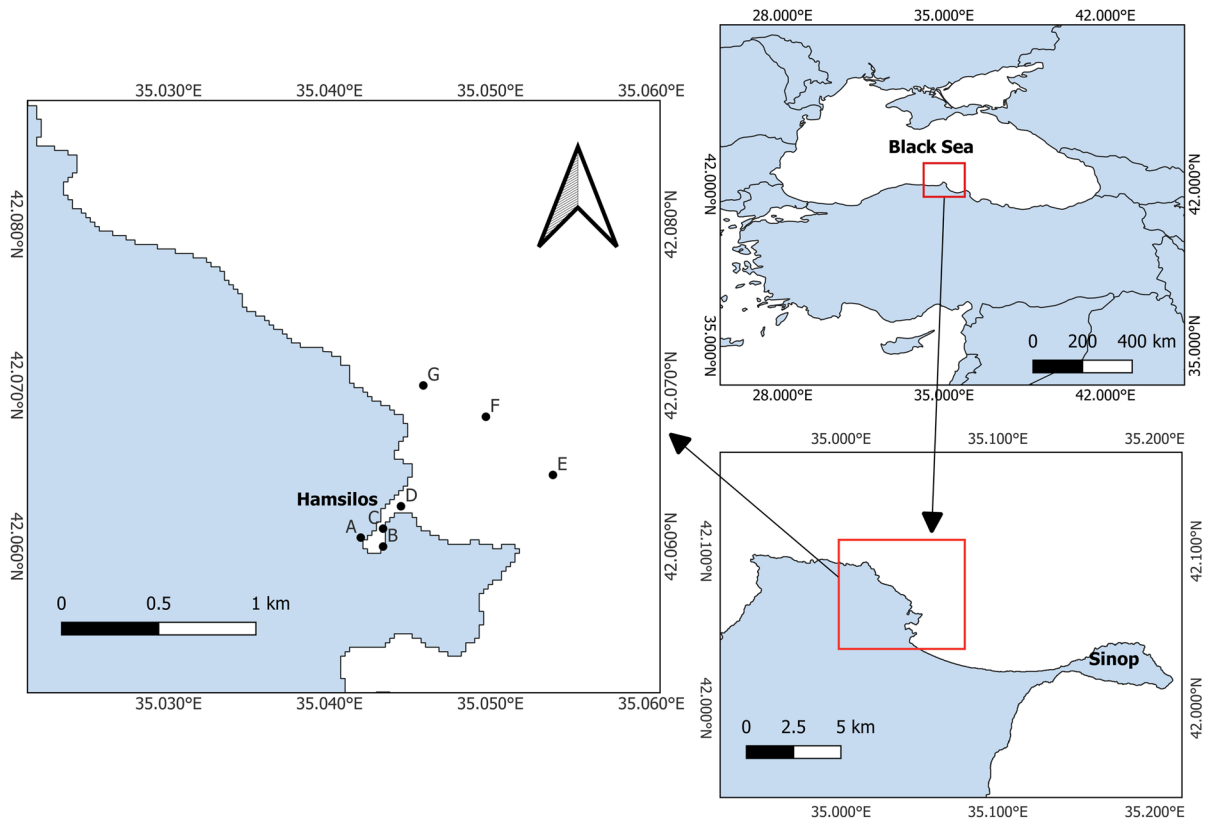 35.030°E 35.040°E 35.050°E 35.060°E
42.080°N
42.070°N
42.060°N
42.080°N
42.070°N
42.060°N
G
F
E
D
Hamsilos
C
A
B
0 0.5 1 km
35.030°E 35.040°E 35.050°E 35.060°E
28.000°E 35.000°E 42.000°E
42.000°N
35.000°N
42.000°N
35.000°N
Black Sea
0 200 400 km
28.000°E 35.000°E 42.000°E
35.000°E 35.100°E 35.200°E
42.100°N
42.000°N
42.100°N
42.000°N
Sinop
0 2.5 5 km
35.000°E 35.100°E 35.200°E